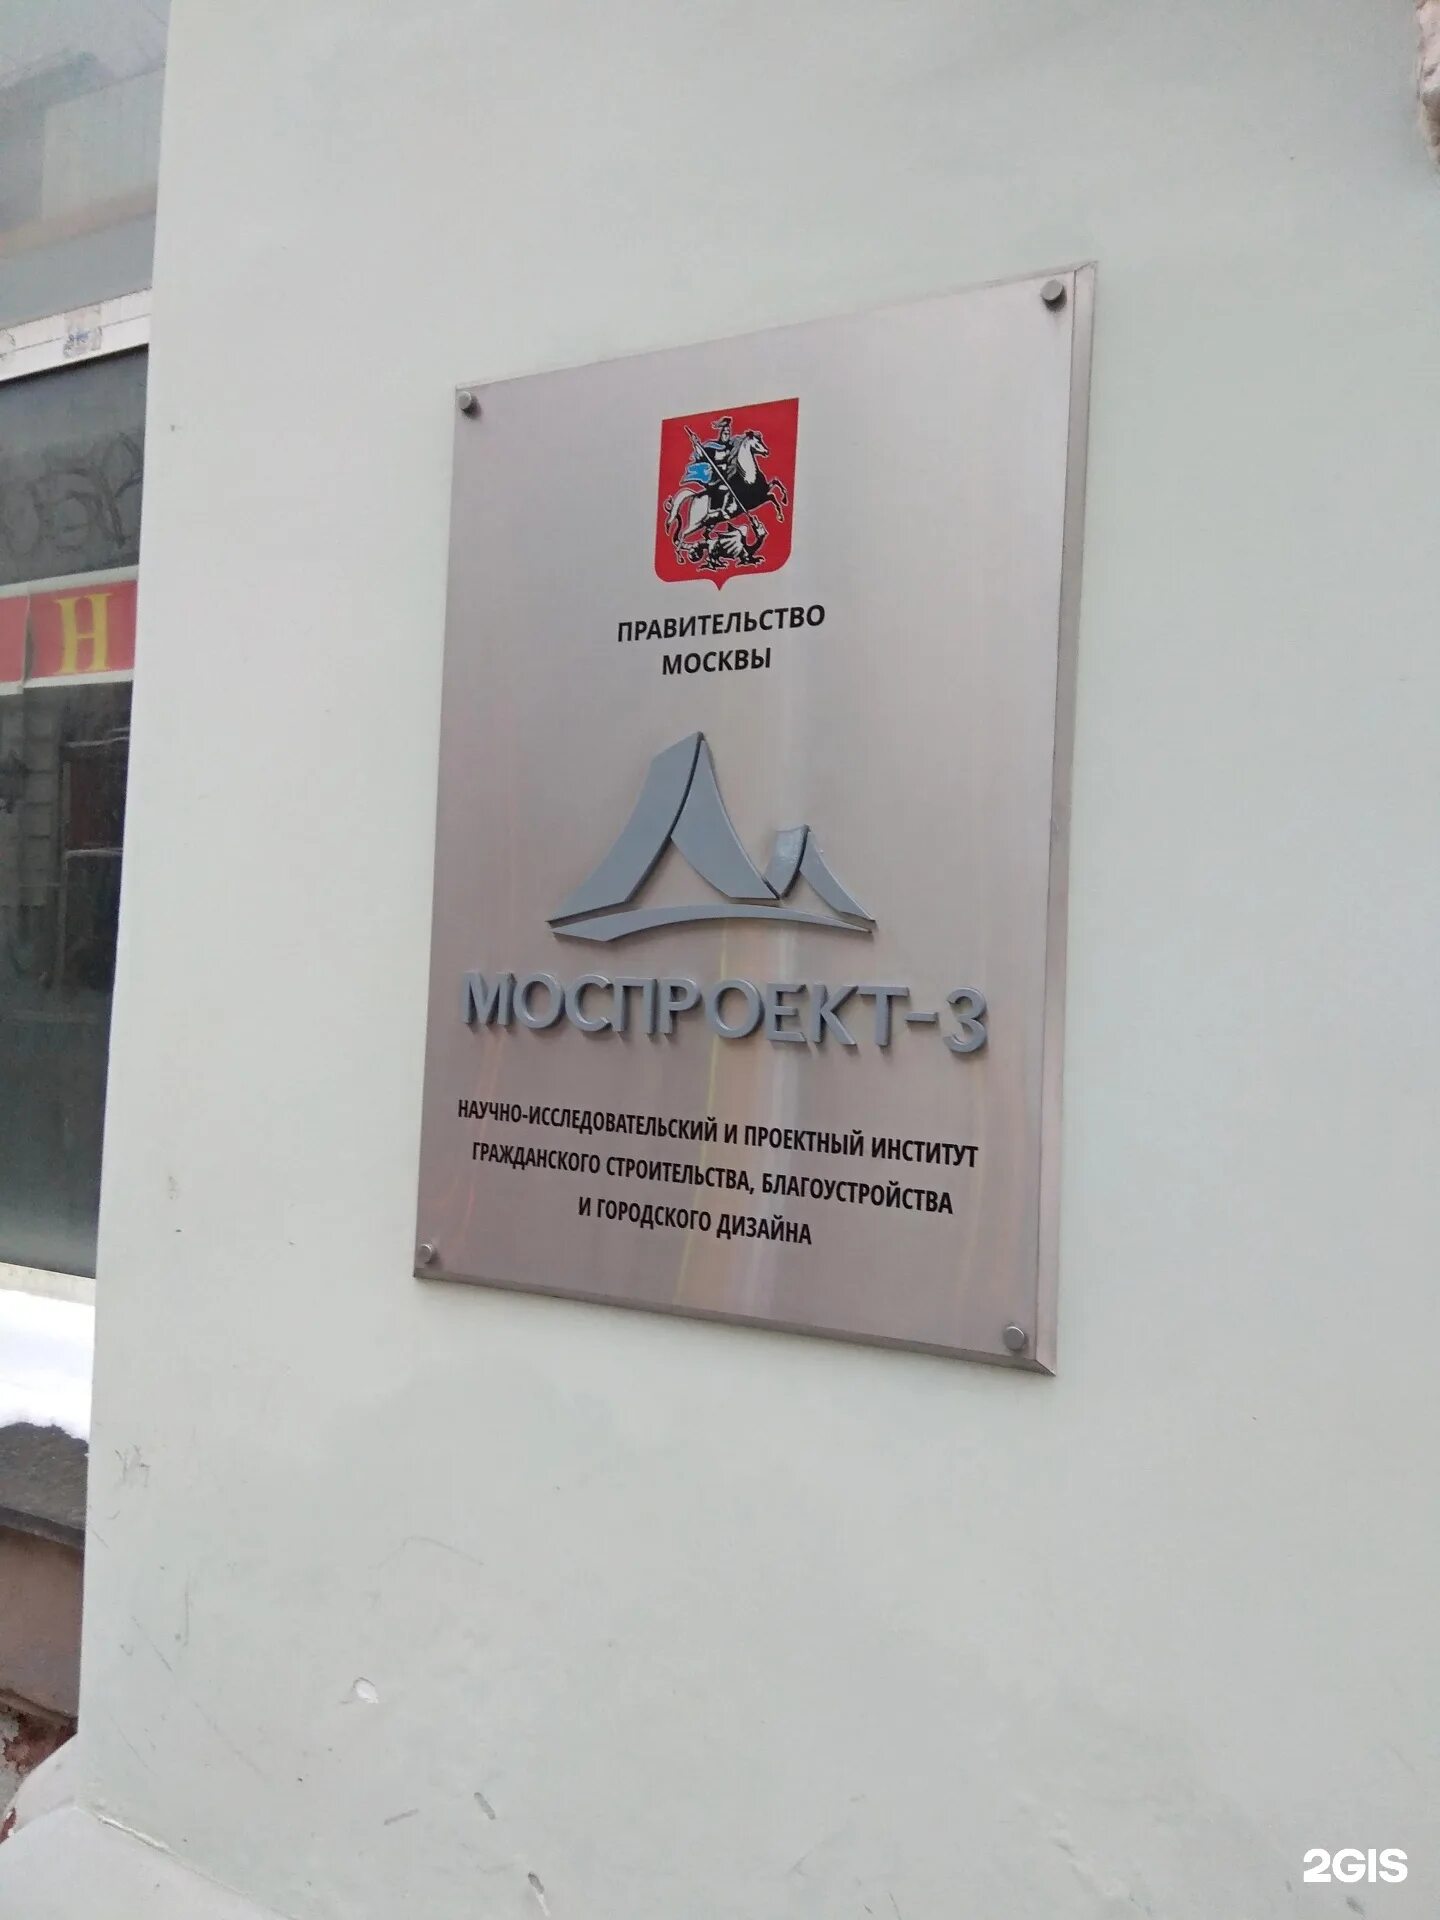 Н
ПРАВИТЕЛЬСТВО
МОСКВЫ
МОСПРОЕКТ-3
НАУЧНО-ИССЛЕДОВАТЕЛЬСКИЙ И ПРОЕКТНЫЙ ИНСТИТУТ
ГРАЖДАНСКОГО СТРОИТЕЛЬСТВА, БЛАГОУСТРОЙСТВА
И ГОРОДСКОГО ДИЗАЙНА
2GIS